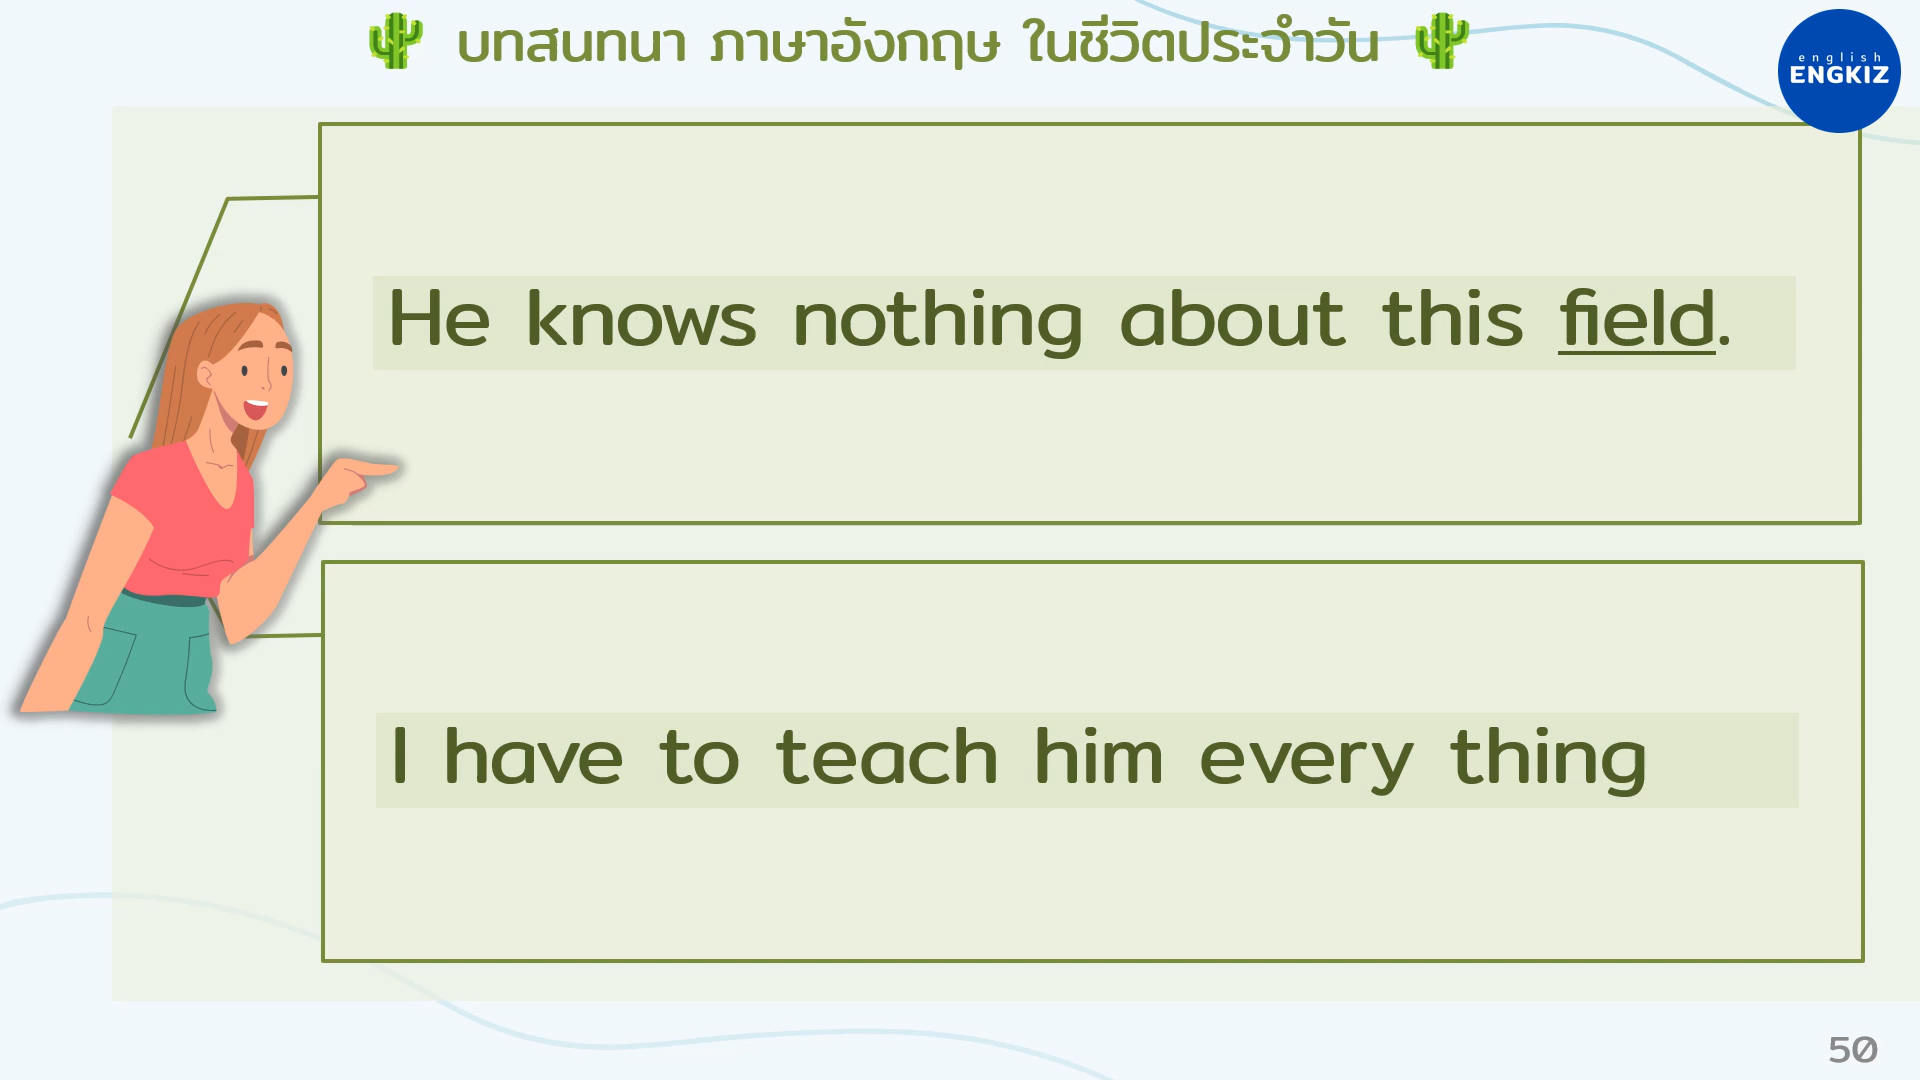 🌵 บทสนทนา ภาษาอังกฤษ ในชีวิตประจำวัน 🌵
english
ENGKIZ
He knows nothing about this field.
I have to teach him every thing
50